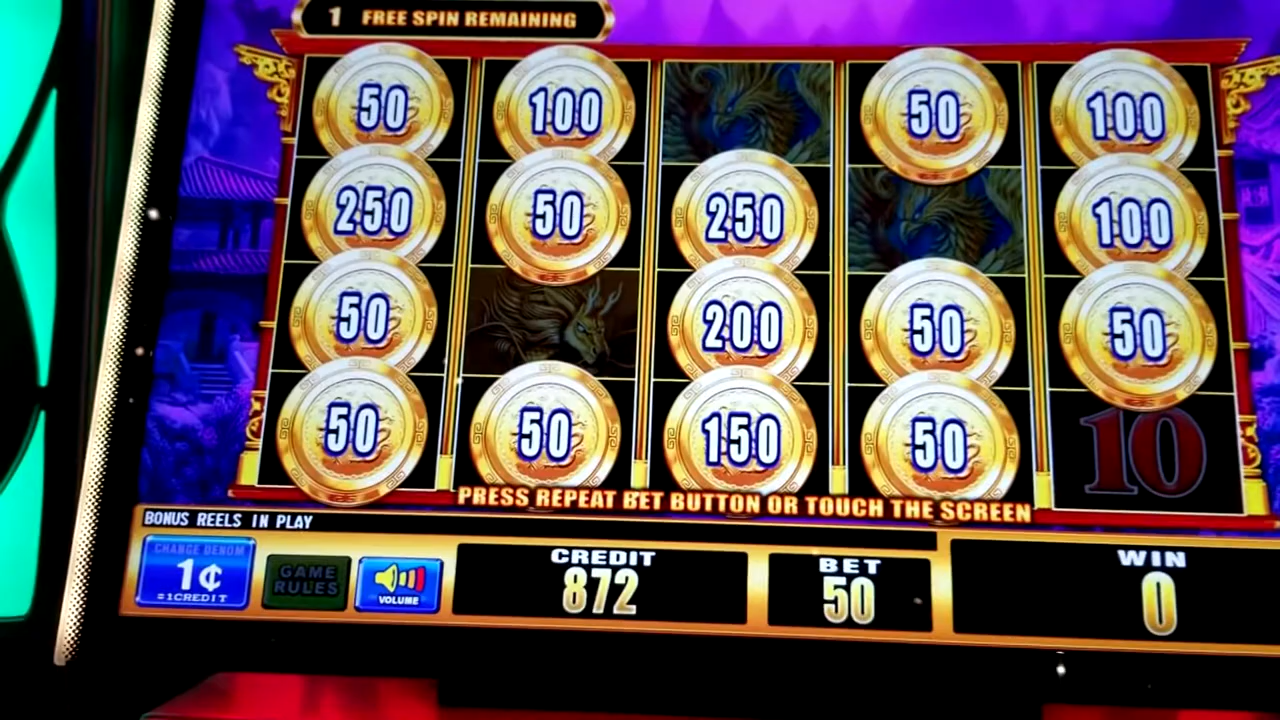 1 FREE SPIN REMAINING
50 100 50 100
250 50 250 100
50 200 50 50
50 50 150 50 10
PRESS REPEAT BET BUTTON OR TOUCH THE SCREEN
BONUS REELS IN PLAY
CHANGE DENOM
1¢
=1CREDIT
GAME
RULES
VOLUME
CREDIT
872
BET
50
WIN
0